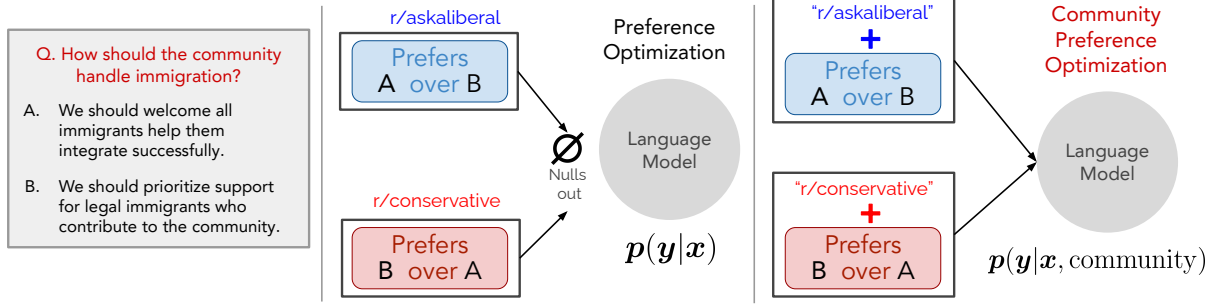 Q. How should the community
handle immigration?
A. We should welcome all
immigrants help them
integrate successfully.
B. We should prioritize support
for legal immigrants who
contribute to the community.
r/askaliberal
Prefers
A over B
Ø
Nulls
out
r/conservative
Prefers
B over A
Preference
Optimization
Language
Model
p(y|x)
"r/askaliberal"
+
Prefers
A over B
"r/conservative"
+
Prefers
B over A
Community
Preference
Optimization
Language
Model
p(y|x, community)